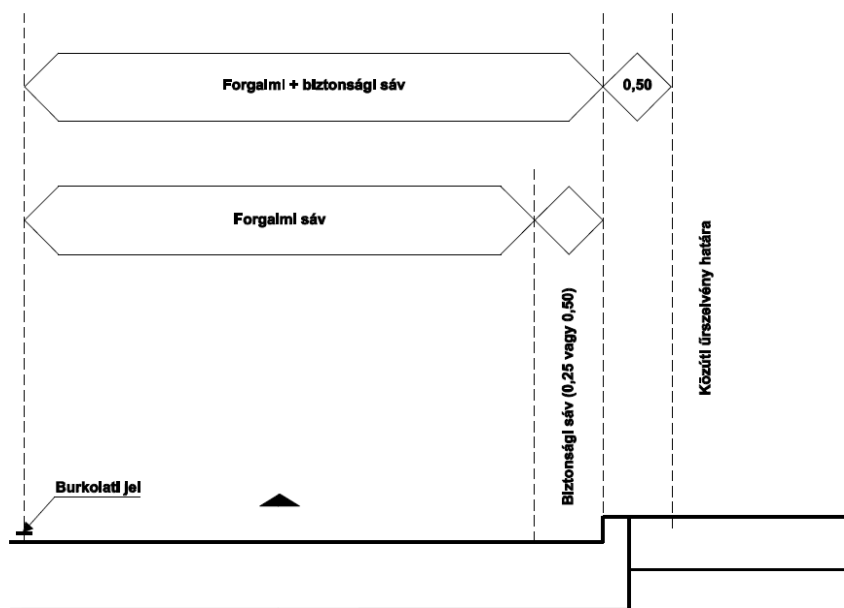 Forgalmi + biztonsági sáv
0,50
Forgalmi sáv
Biztonsági sáv (0,25 vagy 0,50)
Közúti űrszelvény határa
Burkolati jel